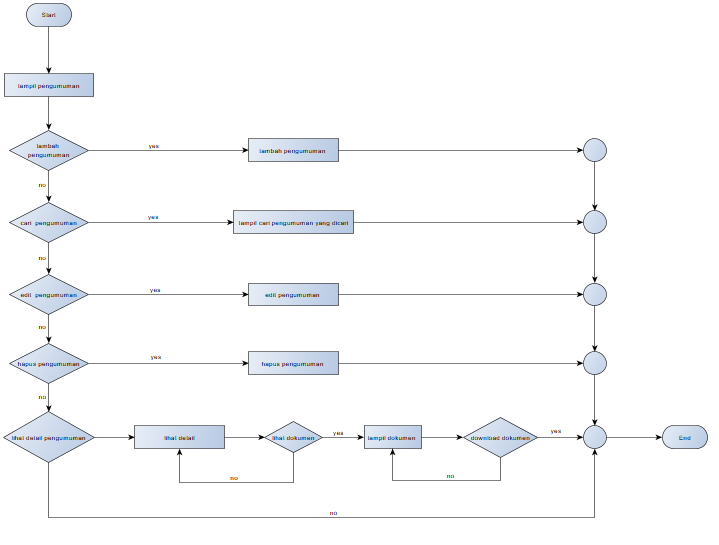 Start
tampil pengumuman
tambah
pengumuman
yes
tambah pengumuman
no
cari pengumuman
yes
tampil cari pengumuman yang dicari
no
edit pengumuman
yes
edit pengumuman
no
hapus pengumuman
yes
hapus pengumuman
no
lihat detail pengumuman
lihat detail
lihat dokumen
yes
tampil dokumen
download dokumen
yes
End
no
no
no